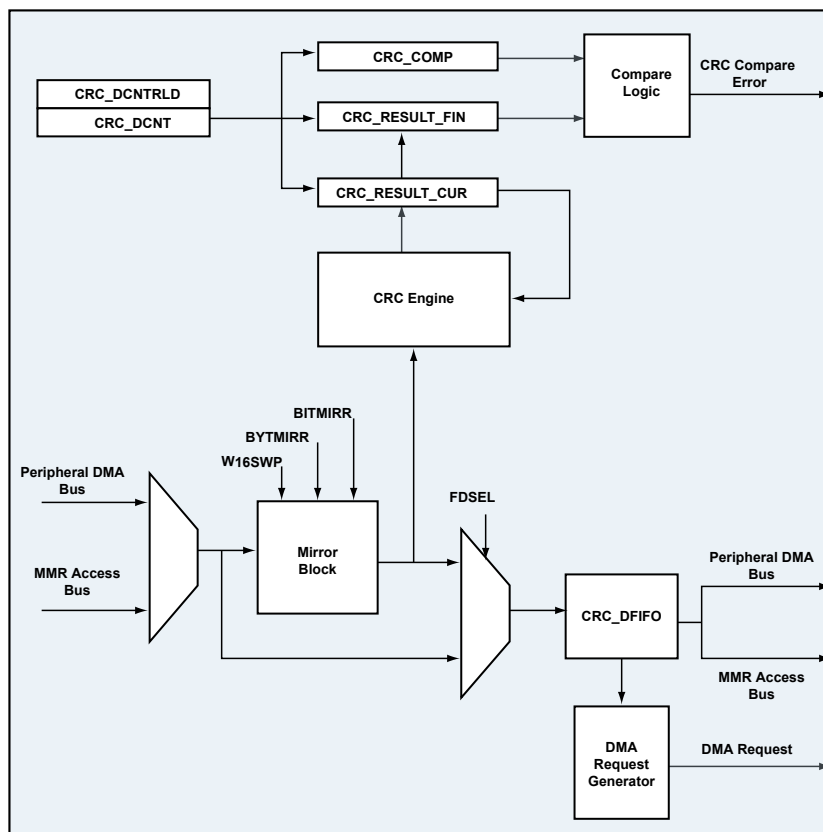 CRC_COMP
CRC_DCNTRLD
CRC_DCNT
CRC_RESULT_FIN
CRC_RESULT_CUR
Compare
Logic
CRC Compare
Error
CRC Engine
BITMIRR
BYTMIRR
W16SWP
Peripheral DMA
Bus
MMR Access
Bus
Mirror
Block
FDSEL
CRC_DFIFO
Peripheral DMA
Bus
MMR Access
Bus
DMA
Request
Generator
DMA Request